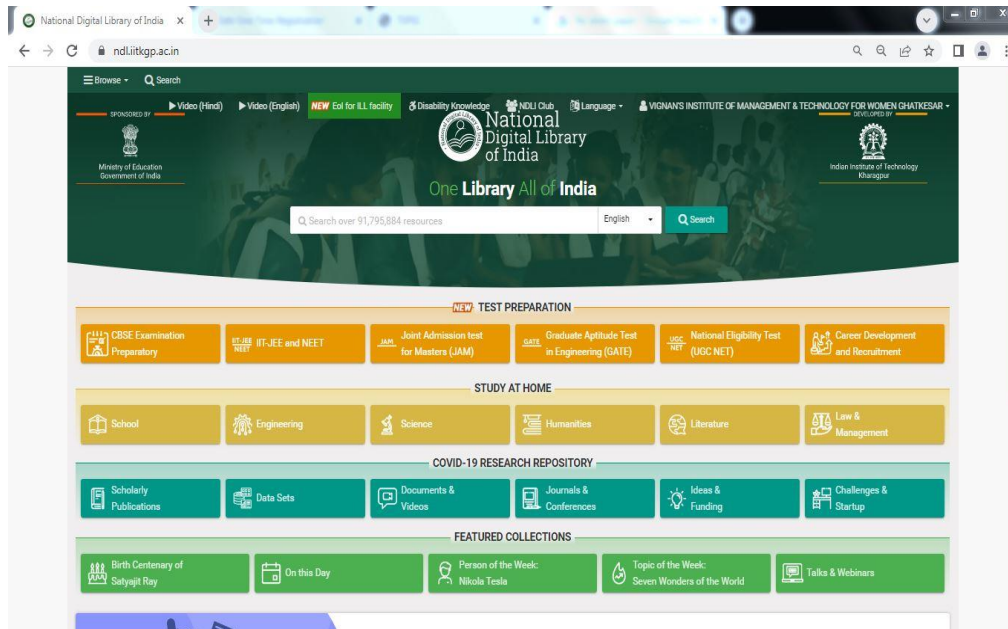 National Digital Library of India
ndl.iitkgp.ac.in
Browse
Search
Video (Hindi)
Video (English)
NEW EoI for ILL facility
Disability Knowledge
NDLI Club
Language
VIGNAN'S INSTITUTE OF MANAGEMENT & TECHNOLOGY FOR WOMEN GHATKESAR
SPONSORED BY
Ministry of Education
Government of India
National
Digital Library
of India
DEVELOPED BY
Indian Institute of Technology
Kharagpur
One Library All of India
Search over 91,795,884 resources
English
Search
NEW TEST PREPARATION
CBSE Examination
Preparatory
IIT-JEE
NEET
IIT-JEE and NEET
JAM
Joint Admission test
for Masters (JAM)
GATE
Graduate Aptitude Test
in Engineering (GATE)
UGC
NET
National Eligibility Test
(UGC NET)
Career Development
and Recruitment
STUDY AT HOME
School
Engineering
Science
Humanities
Literature
Law &
Management
COVID-19 RESEARCH REPOSITORY
Scholarly
Publications
Data Sets
Documents &
Videos
Journals &
Conferences
Ideas &
Funding
Challenges &
Startup
FEATURED COLLECTIONS
Birth Centenary of
Satyajit Ray
On this Day
Person of the Week:
Nikola Tesla
Topic of the Week:
Seven Wonders of the World
Talks & Webinars